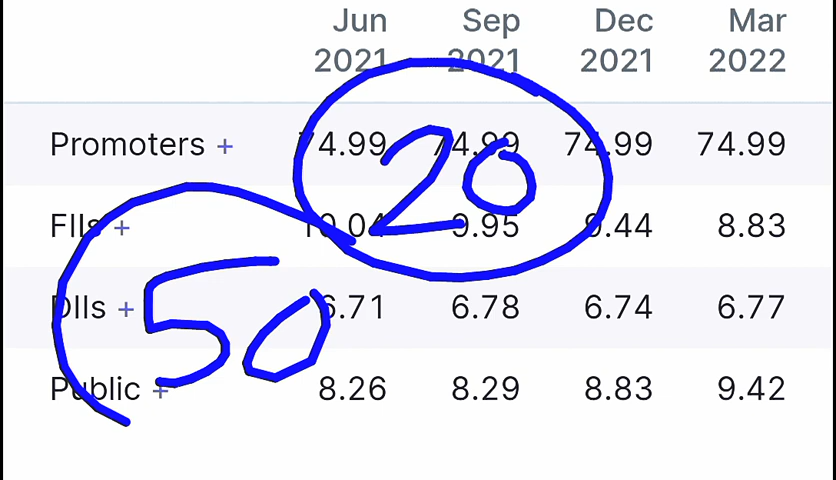 Jun Sep Dec Mar
2021 2021 2021 2022
Promoters + 74.99 74.99 74.99 74.99
20
FIIs + 10.04 9.95 9.44 8.83
50
DIIs + 6.71 6.78 6.74 6.77
Public + 8.26 8.29 8.83 9.42